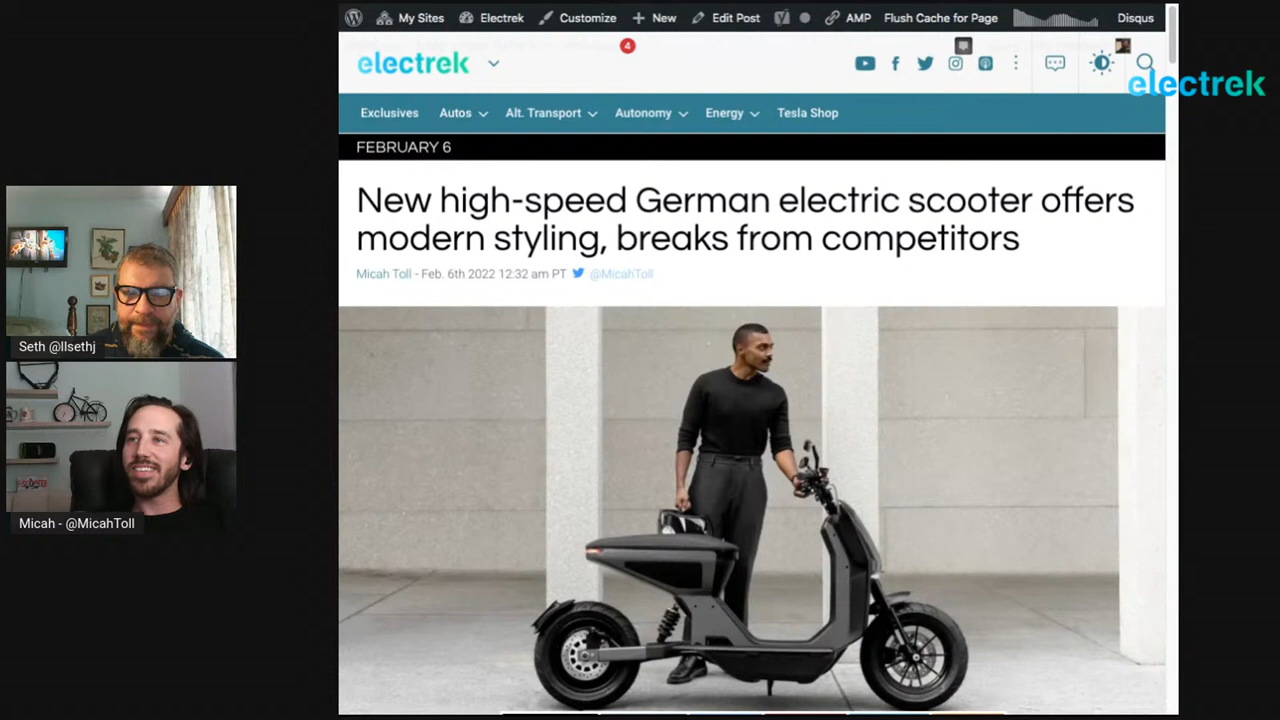 My Sites Electrek Customize New Edit Post AMP Flush Cache for Page Disqus
electrek 4
electrek
Exclusives Autos Alt. Transport Autonomy Energy Tesla Shop
FEBRUARY 6
New high-speed German electric scooter offers
modern styling, breaks from competitors
Micah Toll - Feb. 6th 2022 12:32 am PT @MicahToll
Seth @llsethj
Micah - @MicahToll